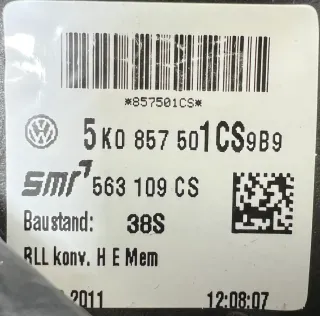 *857501CS*
5K0 857 501CS9B9
smr 563 109 CS
Baustand: 38S
RLL konv. H E Mem
2011 12:08:07